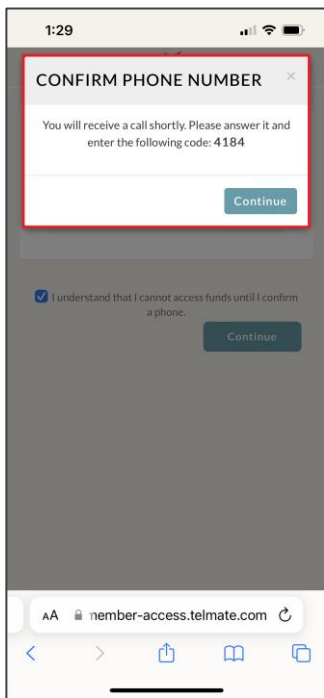 1:29
CONFIRM PHONE NUMBER ×
You will receive a call shortly. Please answer it and
enter the following code: 4184
Continue
I understand that I cannot access funds until I confirm
a phone.
Continue
AA member-access.telmate.com